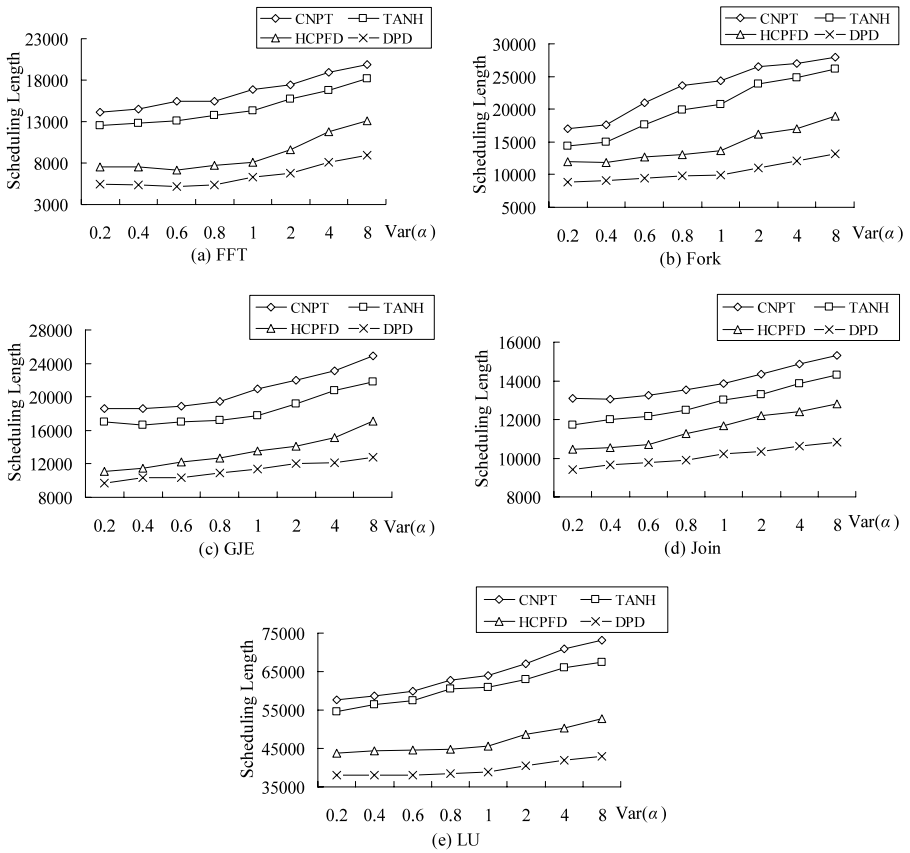 CNPT TANH
HCPFD DPD
Scheduling Length
23000
18000
13000
8000
3000
0.2 0.4 0.6 0.8 1 2 4 8 Var(α)
(a) FFT
CNPT TANH
HCPFD DPD
Scheduling Length
30000
25000
20000
15000
10000
5000
0.2 0.4 0.6 0.8 1 2 4 8 Var(α)
(b) Fork
CNPT TANH
HCPFD DPD
Scheduling Length
28000
24000
20000
16000
12000
8000
0.2 0.4 0.6 0.8 1 2 4 8 Var(α)
(c) GJE
CNPT TANH
HCPFD DPD
Scheduling Length
16000
14000
12000
10000
8000
0.2 0.4 0.6 0.8 1 2 4 8 Var(α)
(d) Join
CNPT TANH
HCPFD DPD
Scheduling Length
75000
65000
55000
45000
35000
0.2 0.4 0.6 0.8 1 2 4 8 Var(α)
(e) LU